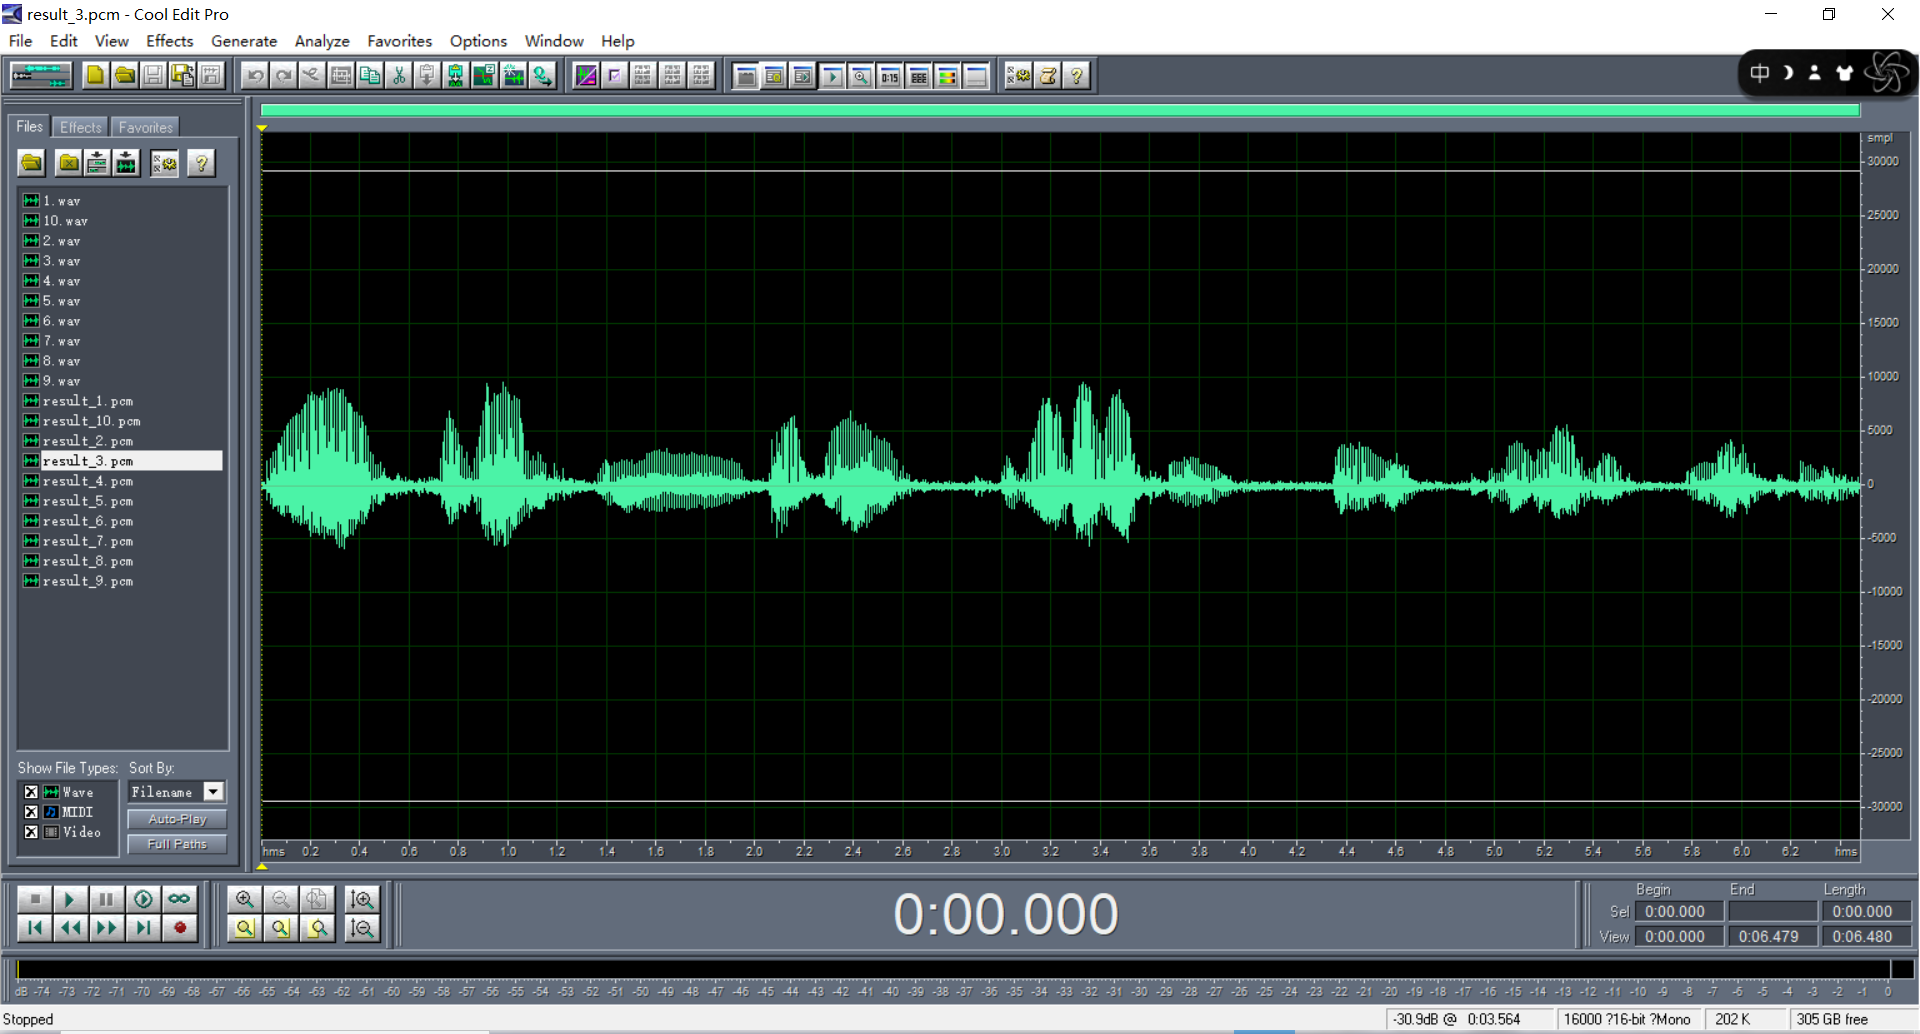 result_3.pcm - Cool Edit Pro
File Edit View Effects Generate Analyze Favorites Options Window Help
0:15
中
Files Effects Favorites
1.wav
10.wav
2.wav
3.wav
4.wav
5.wav
6.wav
7.wav
8.wav
9.wav
result_1.pcm
result_10.pcm
result_2.pcm
result_3.pcm
result_4.pcm
result_5.pcm
result_6.pcm
result_7.pcm
result_8.pcm
result_9.pcm
Show File Types: Sort By:
Wave Filename
MIDI
Auto-Play
Video
Full Paths
smpl
30000
25000
20000
15000
10000
5000
0
-5000
-10000
-15000
-20000
-25000
-30000
hms 0.2 0.4 0.6 0.8 1.0 1.2 1.4 1.6 1.8 2.0 2.2 2.4 2.6 2.8 3.0 3.2 3.4 3.6 3.8 4.0 4.2 4.4 4.6 4.8 5.0 5.2 5.4 5.6 5.8 6.0 6.2 hms
0:00.000
Begin End Length
Sel 0:00.000 0:00.000
View 0:00.000 0:06.479 0:06.480
dB -74 -73 -72 -71 -70 -69 -68 -67 -66 -65 -64 -63 -62 -61 -60 -59 -58 -57 -56 -55 -54 -53 -52 -51 -50 -49 -48 -47 -46 -45 -44 -43 -42 -41 -40 -39 -38 -37 -36 -35 -34 -33 -32 -31 -30 -29 -28 -27 -26 -25 -24 -23 -22 -21 -20 -19 -18 -17 -16 -15 -14 -13 -12 -11 -10 -9 -8 -7 -6 -5 -4 -3 -2 -1 0
Stopped
-30.9dB @ 0:03.564 16000 ?16-bit ?Mono 202 K 305 GB free